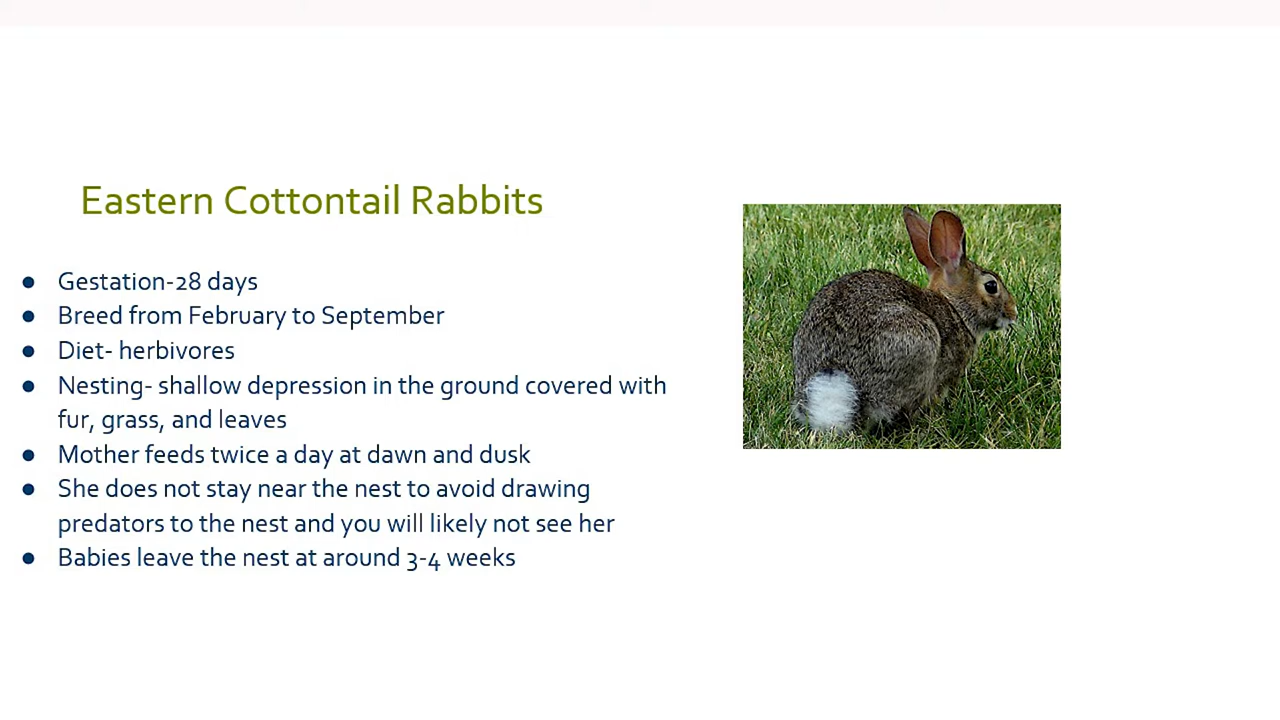 Eastern Cottontail Rabbits
● Gestation-28 days
● Breed from February to September
● Diet- herbivores
● Nesting- shallow depression in the ground covered with
fur, grass, and leaves
● Mother feeds twice a day at dawn and dusk
● She does not stay near the nest to avoid drawing
predators to the nest and you will likely not see her
● Babies leave the nest at around 3-4 weeks